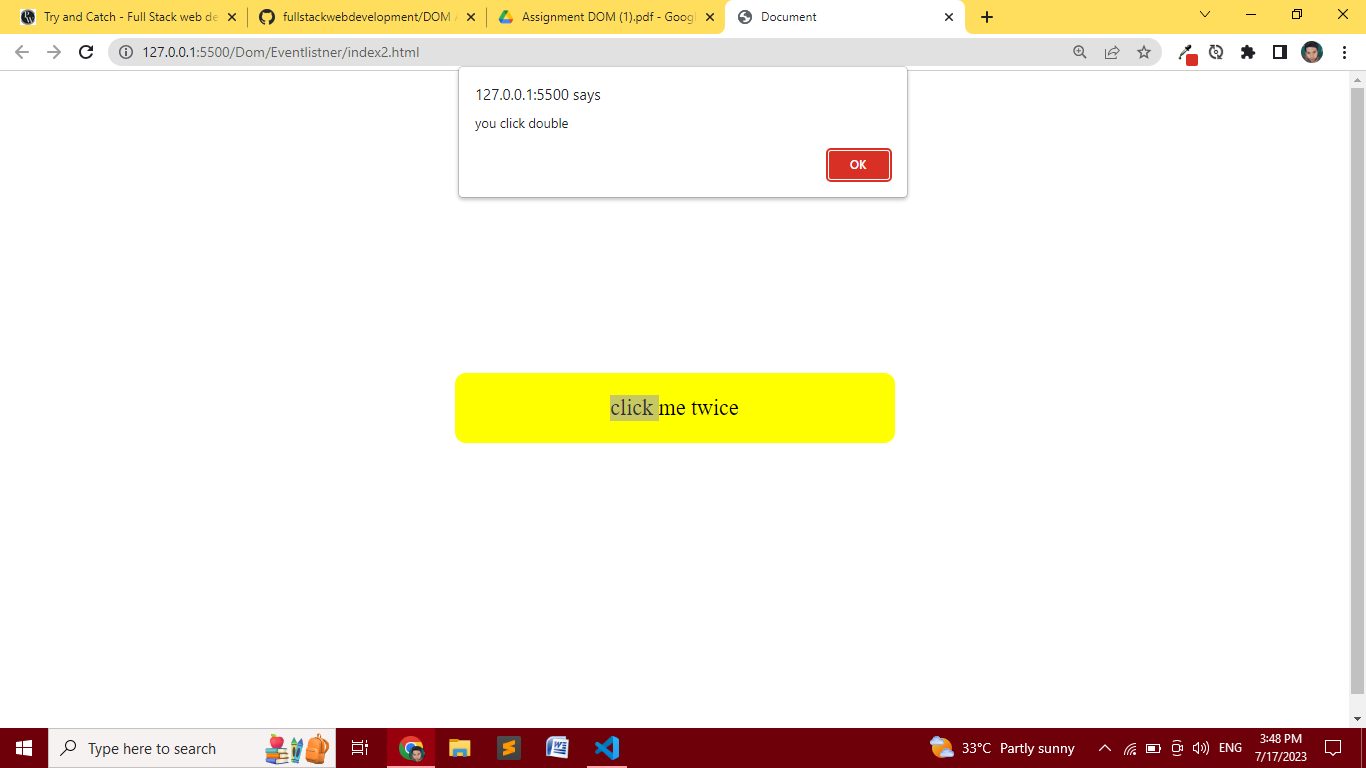 Try and Catch - Full Stack web de
fullstackwebdevelopment/DOM
Assignment DOM (1).pdf - Goog
Document
127.0.0.1:5500/Dom/Eventlistner/index2.html
127.0.0.1:5500 says
you click double
OK
click me twice
Type here to search
33°C Partly sunny
ENG
3:48 PM
7/17/2023